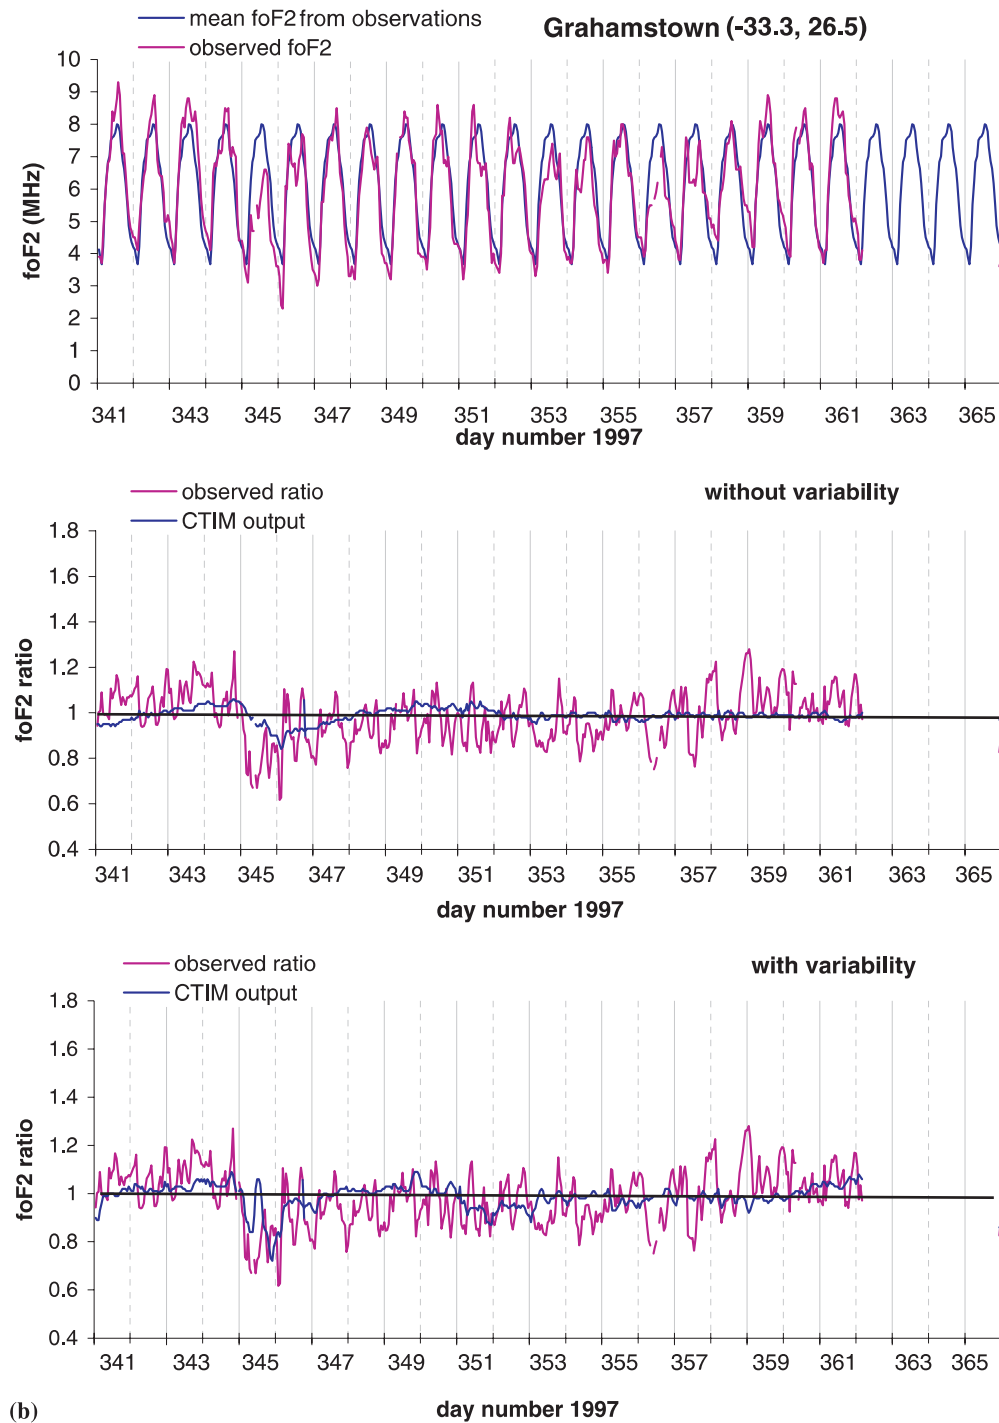 mean foF2 from observations
observed foF2
Grahamstown (-33.3, 26.5)
10
9
8
7
6
5
4
3
2
1
0
foF2 (MHz)
341 343 345 347 349 351 353 355 357 359 361 363 365
day number 1997
observed ratio
CTIM output
without variability
1.8
1.6
1.4
1.2
1
0.8
0.6
0.4
foF2 ratio
341 343 345 347 349 351 353 355 357 359 361 363 365
day number 1997
observed ratio
CTIM output
with variability
1.8
1.6
1.4
1.2
1
0.8
0.6
0.4
foF2 ratio
341 343 345 347 349 351 353 355 357 359 361 363 365
(b)
day number 1997